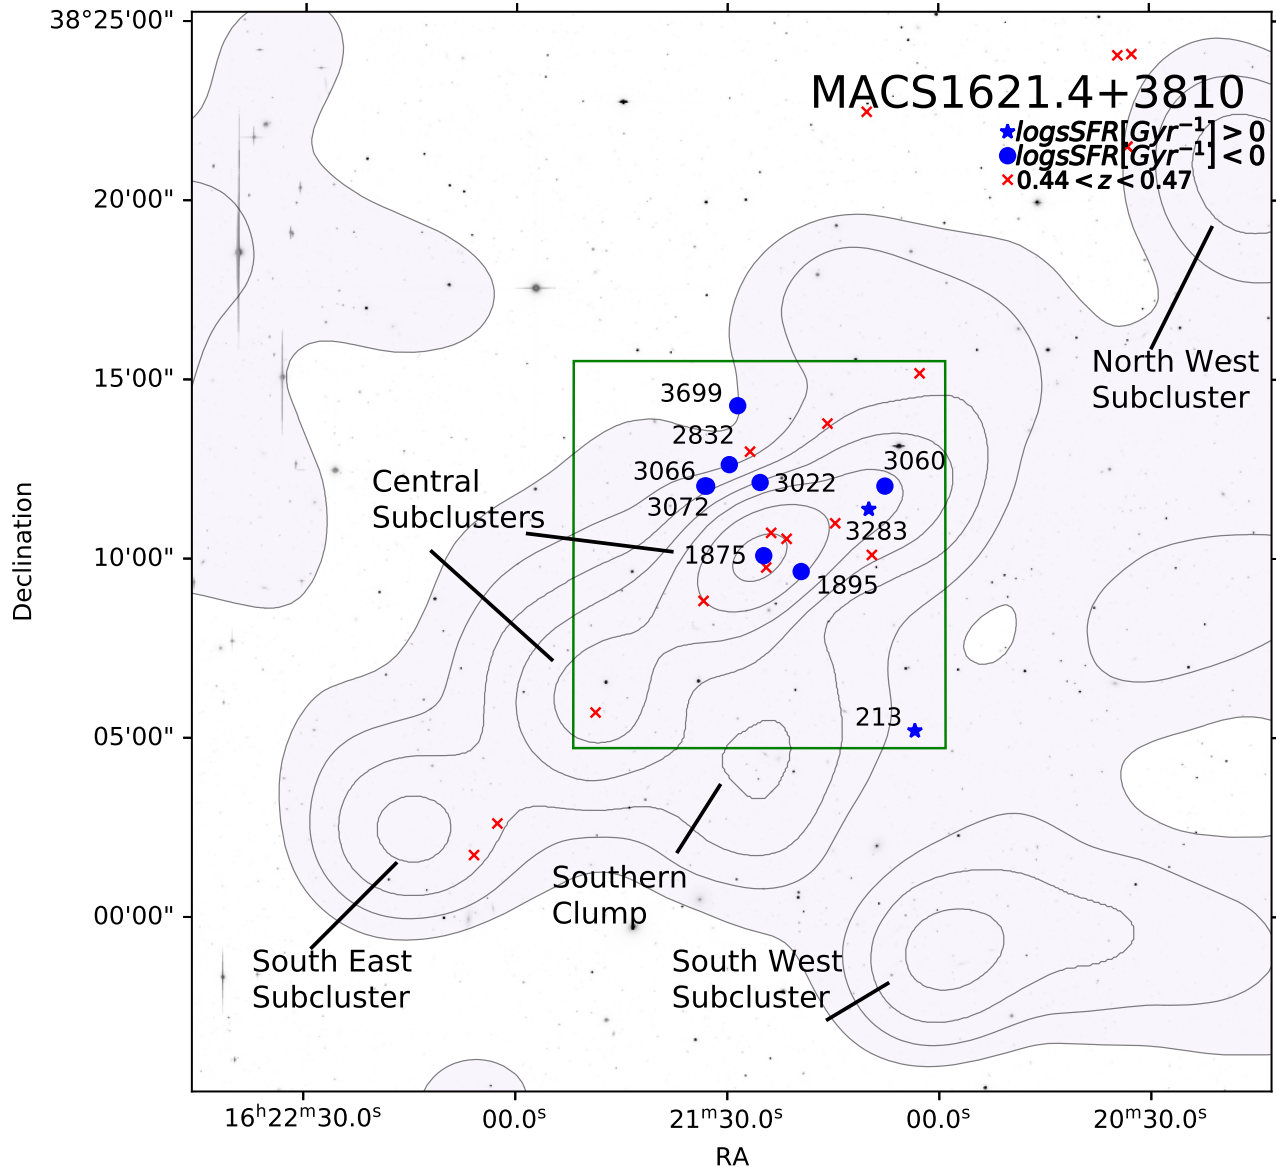 38°25'00"
20'00"
15'00"
10'00"
05'00"
00'00"
Declination
MACS1621.4+3810
logsSFR[Gyr⁻¹] > 0
logsSFR[Gyr⁻¹] < 0
0.44 < z < 0.47
North West
Subcluster
3699
2832
3066
3072
3022
3060
3283
1875
1895
213
Central
Subclusters
Southern
Clump
South East
Subcluster
South West
Subcluster
16ʰ22ᵐ30.0ˢ
00.0ˢ
21ᵐ30.0ˢ
00.0ˢ
20ᵐ30.0ˢ
RA